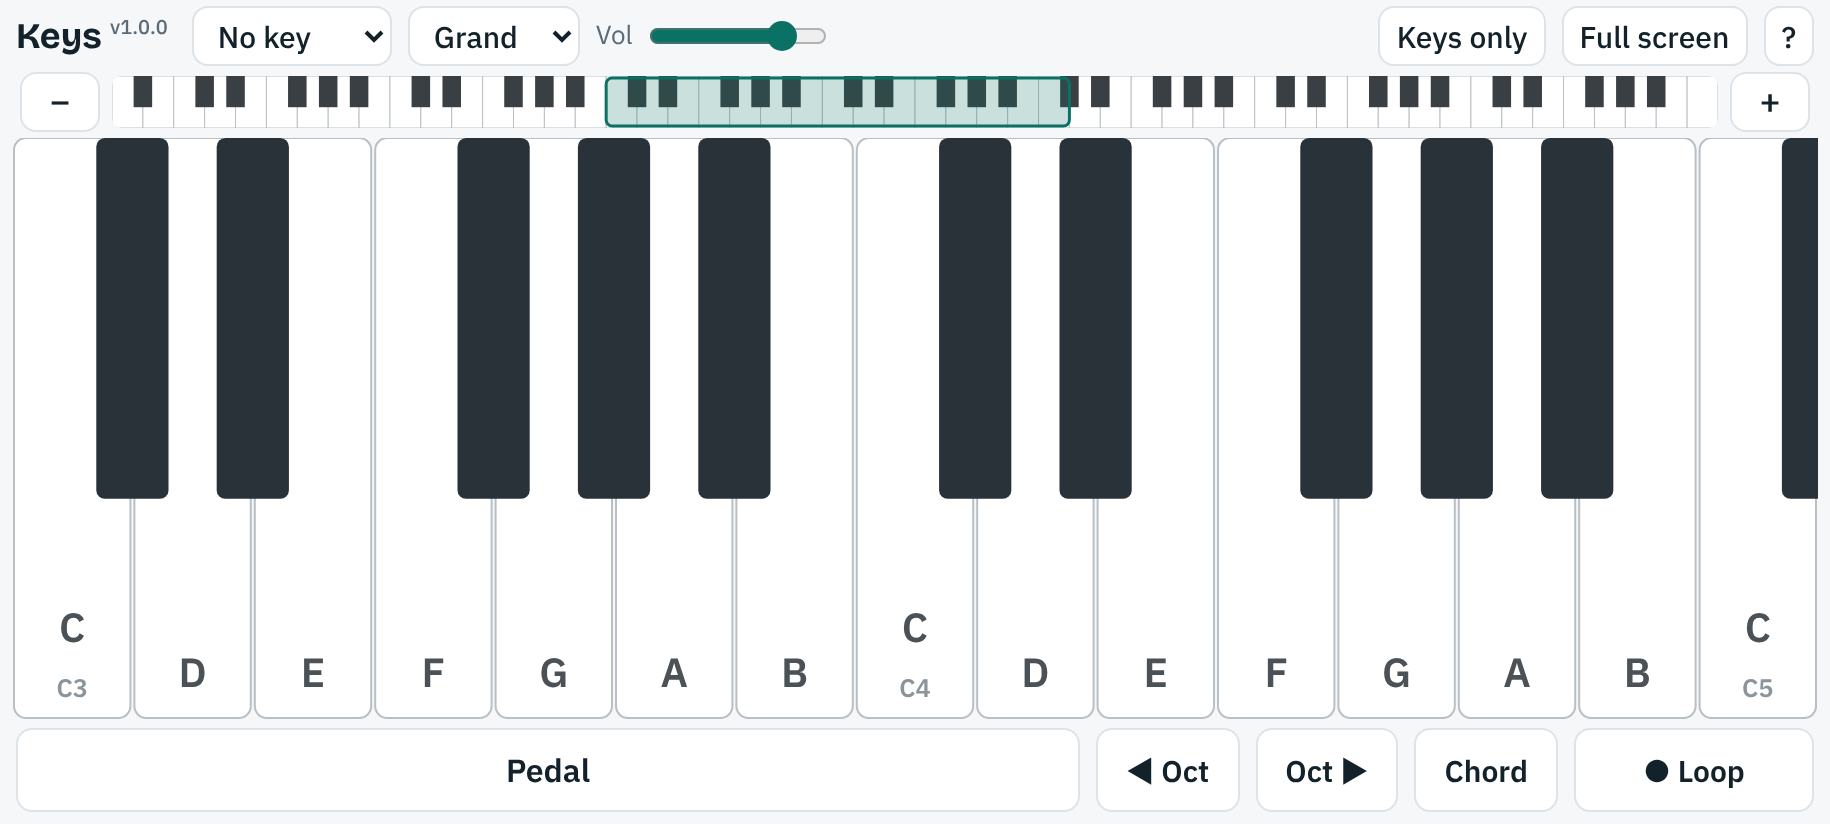 Keys v1.0.0 No key Grand Vol Keys only Full screen ?
− +
C D E F G A B C D E F G A B C
C3 C4 C5
Pedal ◀ Oct Oct ▶ Chord ● Loop